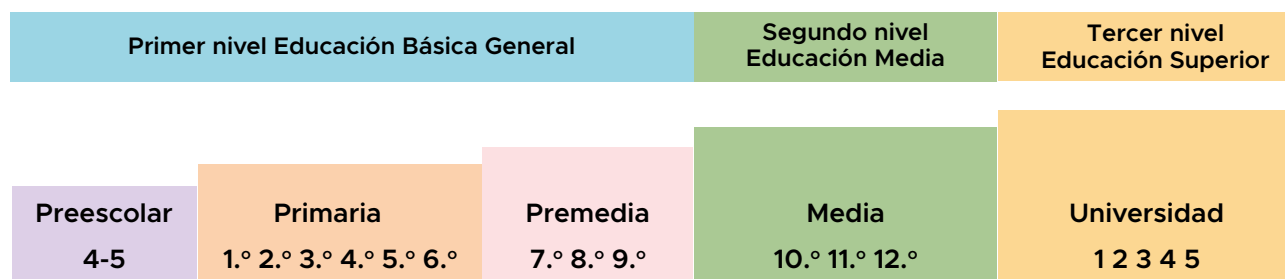 Primer nivel Educación Básica General
Segundo nivel
Educación Media
Tercer nivel
Educación Superior
Preescolar
4-5
Primaria
1.º 2.º 3.º 4.º 5.º 6.º
Premedia
7.º 8.º 9.º
Media
10.º 11.º 12.º
Universidad
1 2 3 4 5